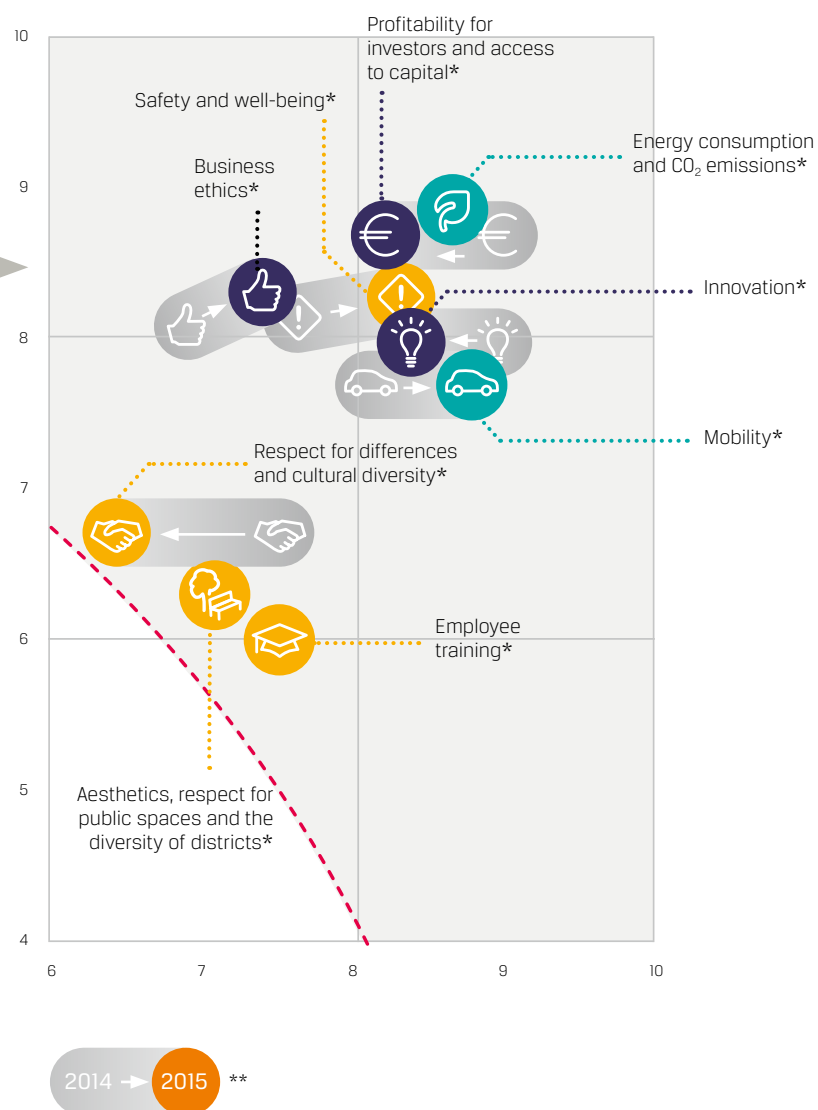 Profitability for
investors and access
to capital*
Safety and well-being*
Energy consumption
and CO₂ emissions*
Business
ethics*
Innovation*
Mobility*
Respect for differences
and cultural diversity*
Employee
training*
Aesthetics, respect for
public spaces and the
diversity of districts*
10
9
8
7
6
5
4
6 7 8 9 10
2014 2015 **